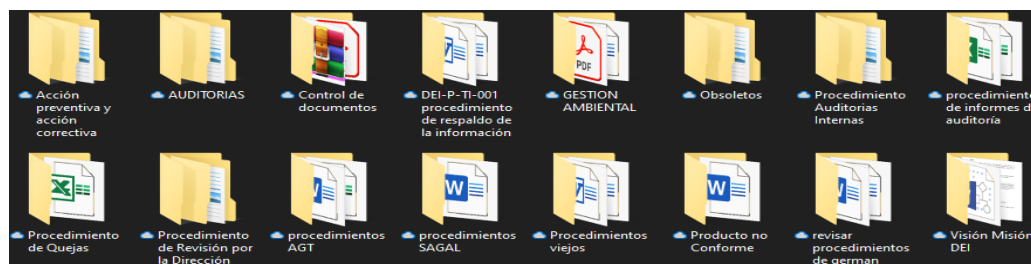 Acción
preventiva y
acción
correctiva
AUDITORIAS
Control de
documentos
DEI-P-TI-001
procedimiento
de respaldo de
la información
GESTION
AMBIENTAL
PDF
Obsoletos
Procedimiento
Auditorias
Internas
procedimiento
de informes d
auditoría
Procedimiento
de Quejas
Procedimiento
de Revisión por
la Dirección
procedimientos
AGT
W
procedimientos
SAGAL
W
Procedimientos
viejos
Producto no
Conforme
W
revisar
procedimientos
de german
W
Visión Misión
DEI